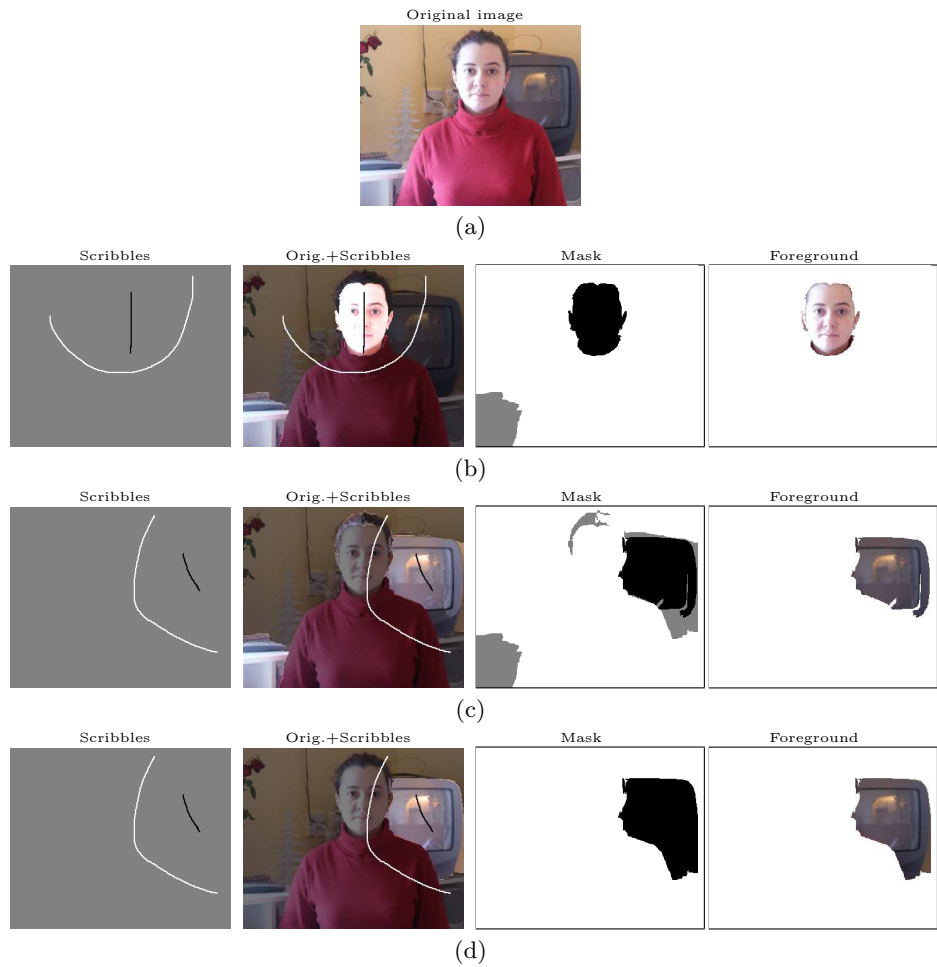 Original image
(a)
Scribbles Orig.+Scribbles Mask Foreground
(b)
Scribbles Orig.+Scribbles Mask Foreground
(c)
Scribbles Orig.+Scribbles Mask Foreground
(d)